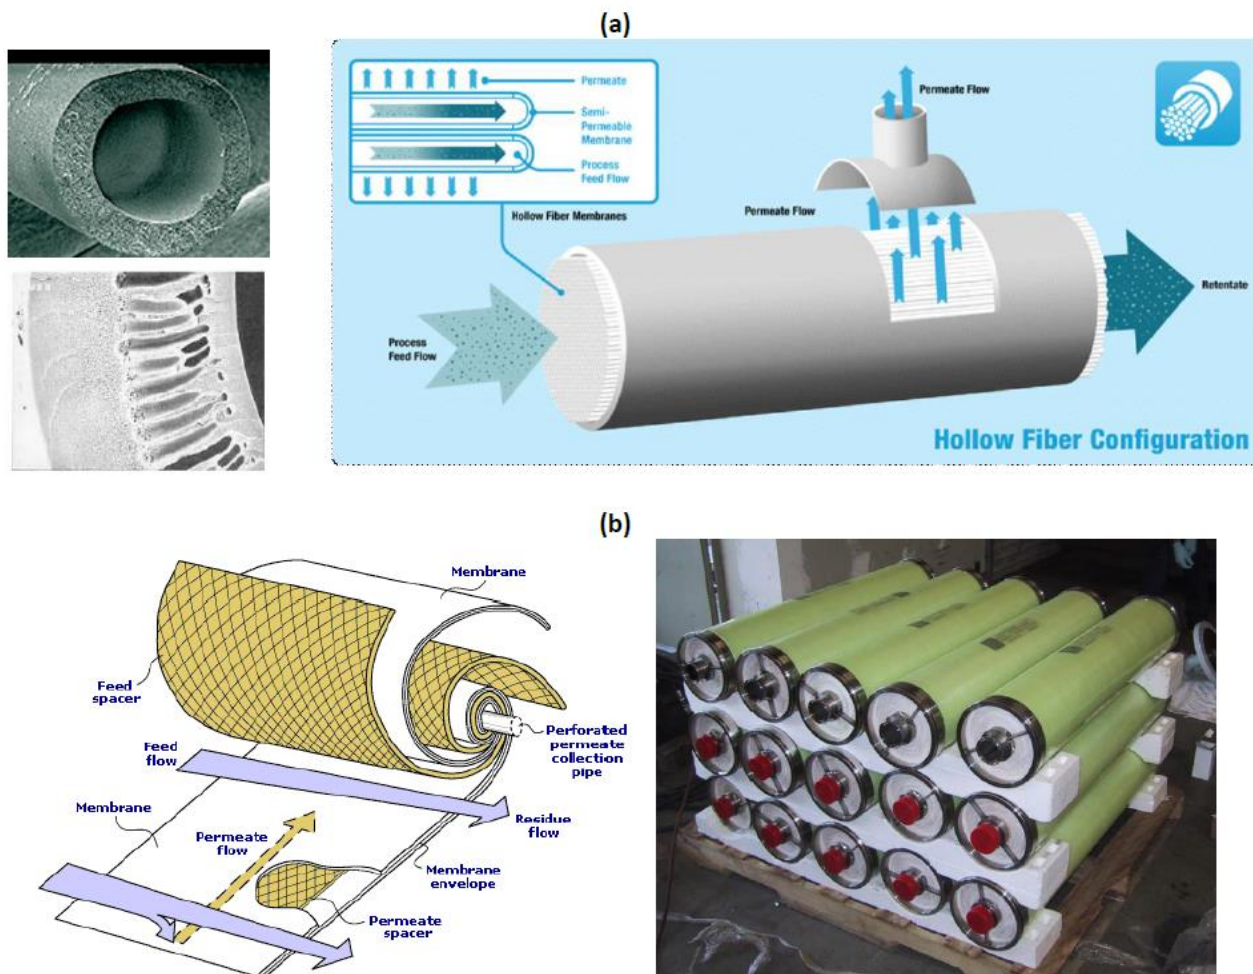 (a)
Permeate
Semi-
Permeable
Membrane
Process
Feed Flow
Hollow Fiber Membranes
Permeate Flow
Permeate Flow
Process
Feed Flow
Retentate
Hollow Fiber Configuration
(b)
Membrane
Feed
spacer
Perforated
permeate
collection
pipe
Feed
flow
Membrane
Residue
flow
Permeate
flow
Membrane
envelope
Permeate
spacer